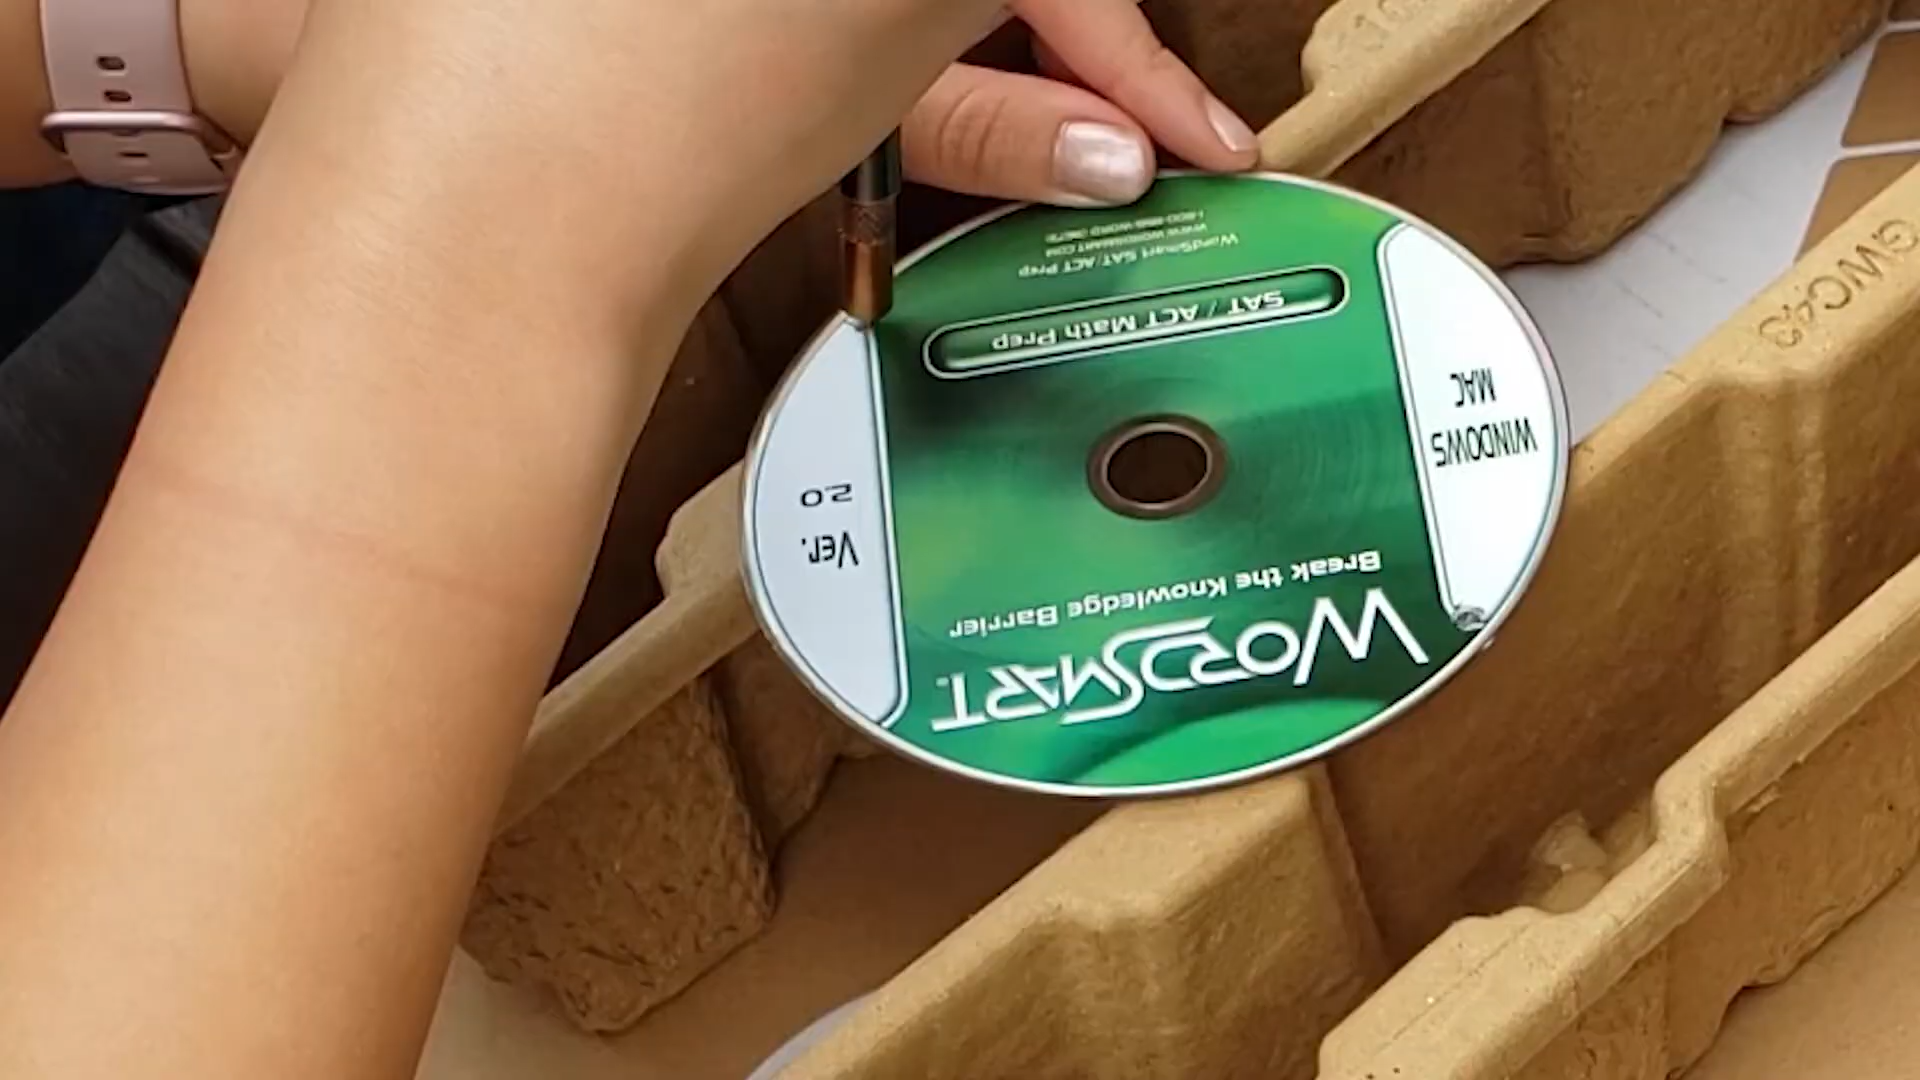 WORDSMART
Break the Knowledge Barrier
WINDOWS
MAC
Ver.
2.0
SAT / ACT Math Prep
WordSmart SAT/ACT Prep
WWW.WORDSMART.COM
GWC43